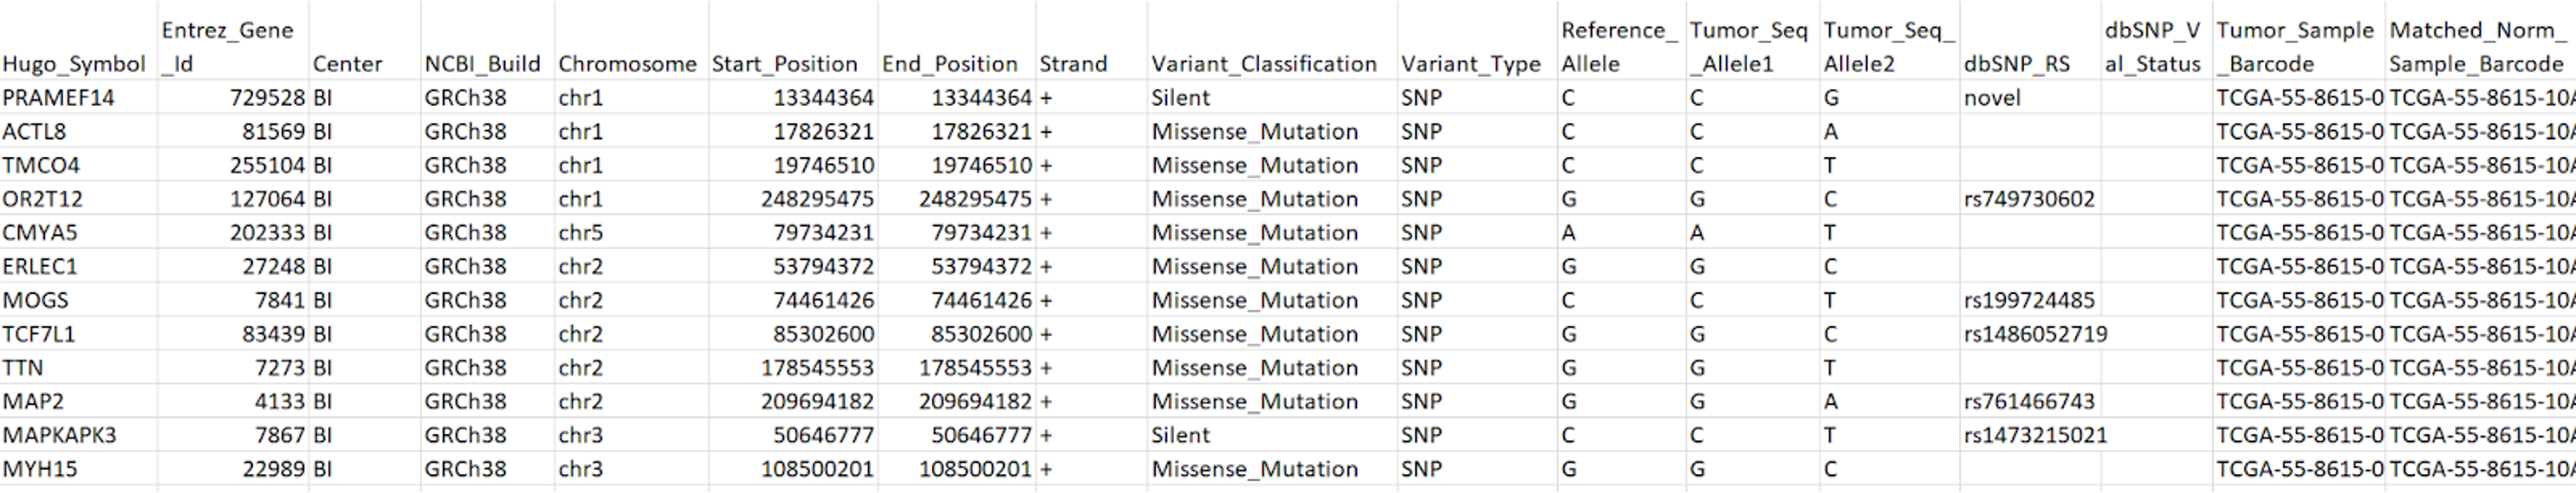 Hugo_Symbol Entrez_Gene_Id Center NCBI_Build Chromosome Start_Position End_Position Strand Variant_Classification Variant_Type Reference_Allele Tumor_Seq_Allele1 Tumor_Seq_Allele2 dbSNP_RS dbSNP_Val_Status Tumor_Sample_Barcode Matched_Norm_Sample_Barcode
PRAMEF14 729528 BI GRCh38 chr1 13344364 13344364 + Silent SNP C C G novel TCGA-55-8615-0 TCGA-55-8615-10A
ACTL8 81569 BI GRCh38 chr1 17826321 17826321 + Missense_Mutation SNP C C A TCGA-55-8615-0 TCGA-55-8615-10A
TMCO4 255104 BI GRCh38 chr1 19746510 19746510 + Missense_Mutation SNP C C T TCGA-55-8615-0 TCGA-55-8615-10A
OR2T12 127064 BI GRCh38 chr1 248295475 248295475 + Missense_Mutation SNP G G C rs749730602 TCGA-55-8615-0 TCGA-55-8615-10A
CMYA5 202333 BI GRCh38 chr5 79734231 79734231 + Missense_Mutation SNP A A T TCGA-55-8615-0 TCGA-55-8615-10A
ERLEC1 27248 BI GRCh38 chr2 53794372 53794372 + Missense_Mutation SNP G G C TCGA-55-8615-0 TCGA-55-8615-10A
MOGS 7841 BI GRCh38 chr2 74461426 74461426 + Missense_Mutation SNP C C T rs199724485 TCGA-55-8615-0 TCGA-55-8615-10A
TCF7L1 83439 BI GRCh38 chr2 85302600 85302600 + Missense_Mutation SNP G G C rs1486052719 TCGA-55-8615-0 TCGA-55-8615-10A
TTN 7273 BI GRCh38 chr2 178545553 178545553 + Missense_Mutation SNP G G T TCGA-55-8615-0 TCGA-55-8615-10A
MAP2 4133 BI GRCh38 chr2 209694182 209694182 + Missense_Mutation SNP G G A rs761466743 TCGA-55-8615-0 TCGA-55-8615-10A
MAPKAPK3 7867 BI GRCh38 chr3 50646777 50646777 + Silent SNP C C T rs1473215021 TCGA-55-8615-0 TCGA-55-8615-10A
MYH15 22989 BI GRCh38 chr3 108500201 108500201 + Missense_Mutation SNP G G C TCGA-55-8615-0 TCGA-55-8615-10A